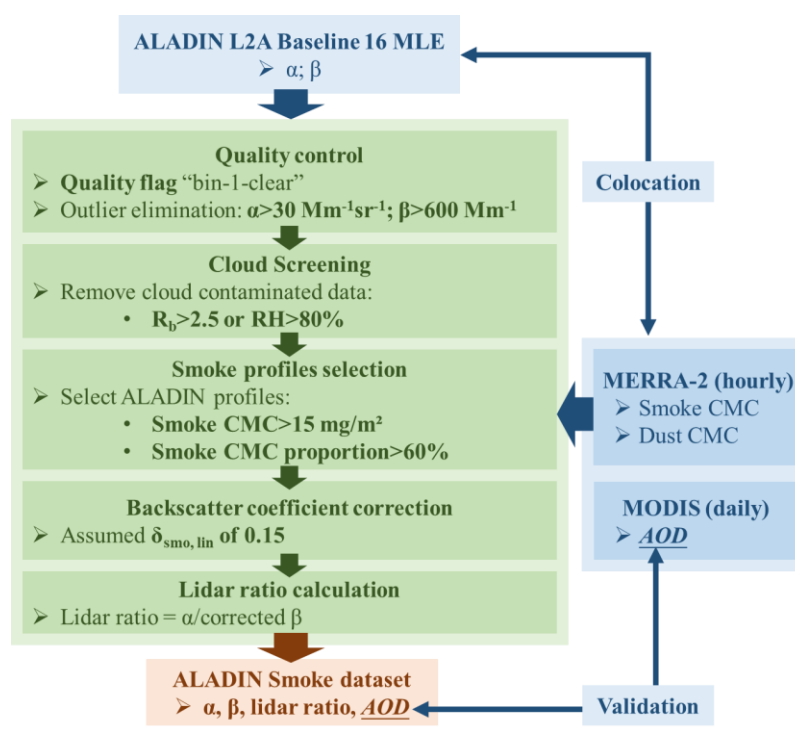 ALADIN L2A Baseline 16 MLE
➢ α; β
Quality control
➢ Quality flag “bin-1-clear”
➢ Outlier elimination: α>30 Mm⁻¹sr⁻¹; β>600 Mm⁻¹
Cloud Screening
➢ Remove cloud contaminated data:
• R_b>2.5 or RH>80%
Smoke profiles selection
➢ Select ALADIN profiles:
• Smoke CMC>15 mg/m²
• Smoke CMC proportion>60%
Backscatter coefficient correction
➢ Assumed δ_smo, lin of 0.15
Lidar ratio calculation
➢ Lidar ratio = α/corrected β
ALADIN Smoke dataset
➢ α, β, lidar ratio, AOD
Colocation
MERRA-2 (hourly)
➢ Smoke CMC
➢ Dust CMC
MODIS (daily)
➢ AOD
Validation